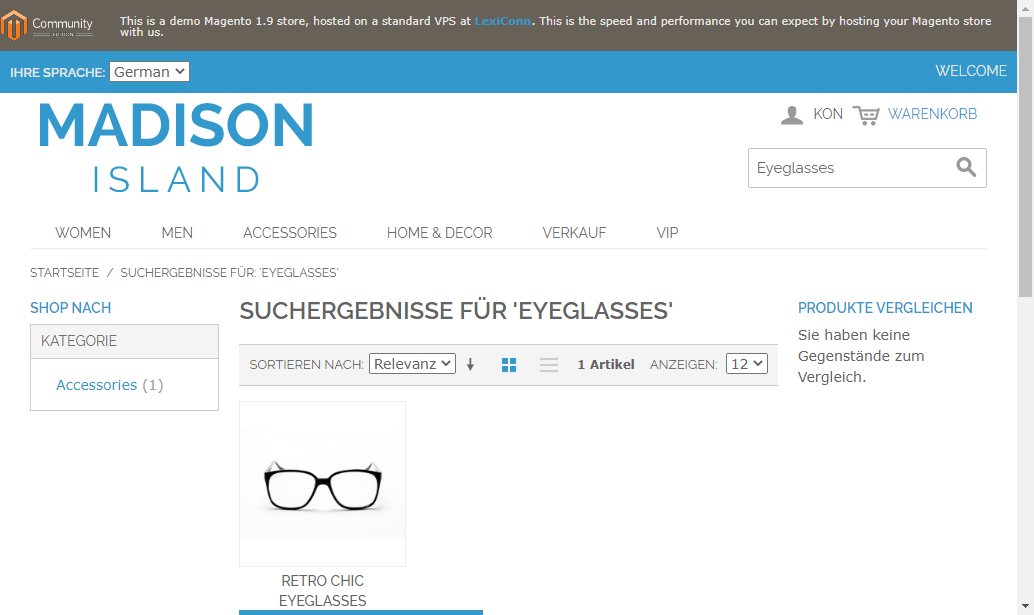 Community
This is a demo Magento 1.9 store, hosted on a standard VPS at LexiConn. This is the speed and performance you can expect by hosting your Magento store
with us.
IHRE SPRACHE: German
WELCOME
MADISON
ISLAND
KON
WARENKORB
Eyeglasses
WOMEN
MEN
ACCESSORIES
HOME & DECOR
VERKAUF
VIP
STARTSEITE / SUCHERGEBNISSE FÜR: 'EYEGLASSES'
SHOP NACH
KATEGORIE
Accessories (1)
SUCHERGEBNISSE FÜR 'EYEGLASSES'
SORTIEREN NACH: Relevanz
1 Artikel
ANZEIGEN: 12
RETRO CHIC
EYEGLASSES
PRODUKTE VERGLEICHEN
Sie haben keine
Gegenstände zum
Vergleich.